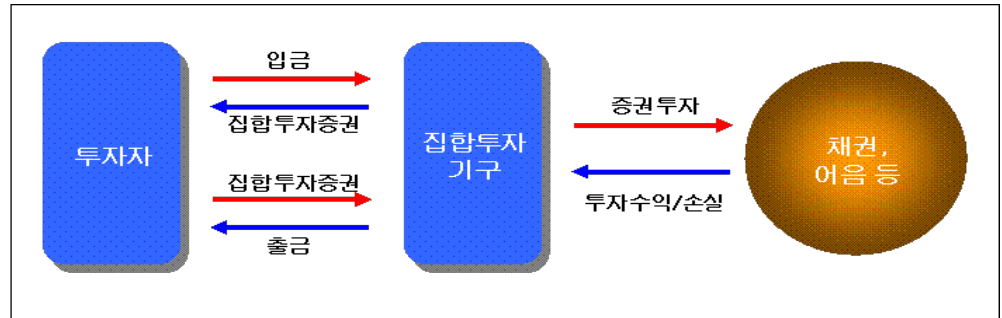 투자자
입금
집합투자증권
집합투자증권
출금
집합투자
기구
증권투자
투자수익/손실
채권,
어음 등